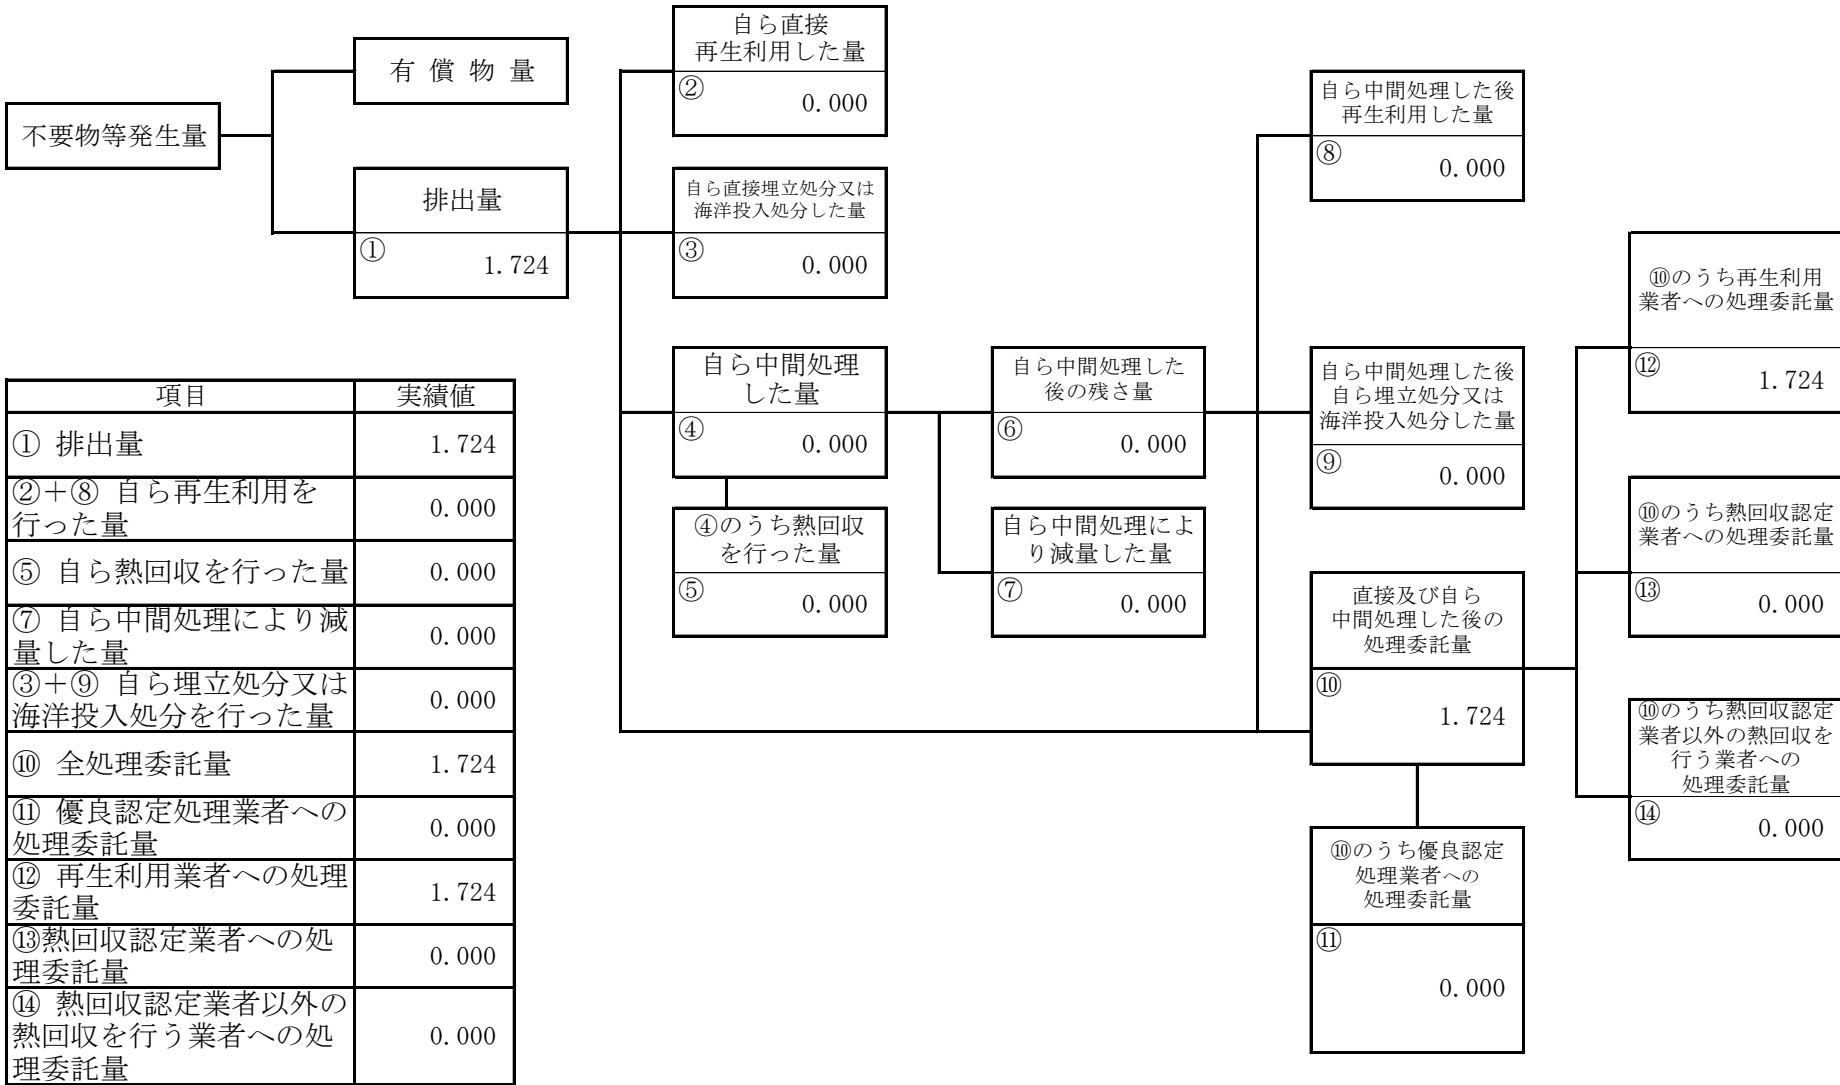 不要物等発生量
有償物量
排出量
① 1.724
自ら直接
再生利用した量
② 0.000
自ら直接埋立処分又は
海洋投入処分した量
③ 0.000
自ら中間処理
した量
④ 0.000
④のうち熱回収
を行った量
⑤ 0.000
自ら中間処理した
後の残さ量
⑥ 0.000
自ら中間処理によ
り減量した量
⑦ 0.000
自ら中間処理した後
再生利用した量
⑧ 0.000
自ら中間処理した後
自ら埋立処分又は
海洋投入処分した量
⑨ 0.000
直接及び自ら
中間処理した後の
処理委託量
⑩ 1.724
⑩のうち優良認定
処理業者への
処理委託量
⑪ 0.000
⑩のうち再生利用
業者への処理委託量
⑫ 1.724
⑩のうち熱回収認定
業者への処理委託量
⑬ 0.000
⑩のうち熱回収認定
業者以外の熱回収を
行う業者への
処理委託量
⑭ 0.000
項目 実績値
① 排出量 1.724
②＋⑧ 自ら再生利用を
行った量 0.000
⑤ 自ら熱回収を行った量 0.000
⑦ 自ら中間処理により減
量した量 0.000
③＋⑨ 自ら埋立処分又は
海洋投入処分を行った量 0.000
⑩ 全処理委託量 1.724
⑪ 優良認定処理業者への
処理委託量 0.000
⑫ 再生利用業者への処理
委託量 1.724
⑬熱回収認定業者への処
理委託量 0.000
⑭ 熱回収認定業者以外の
熱回収を行う業者への処
理委託量 0.000